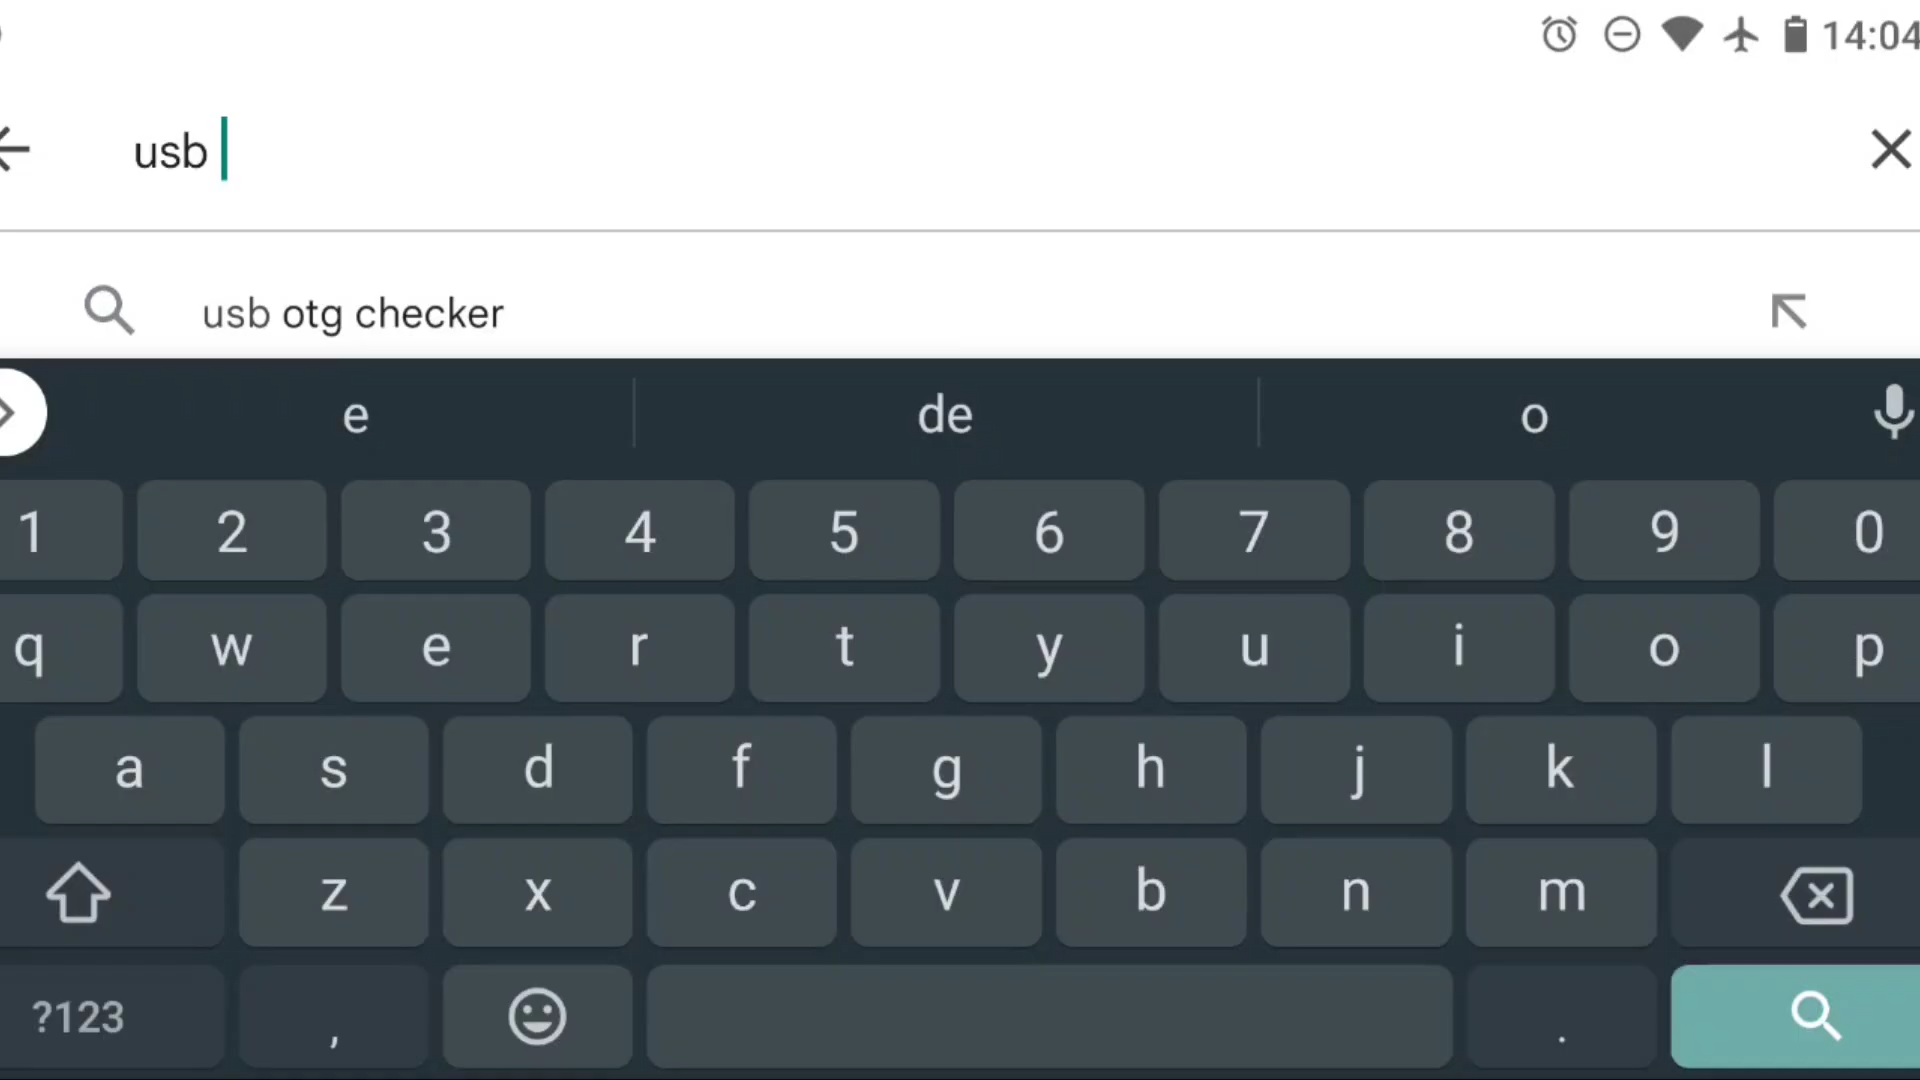 14:04
usb
usb otg checker
e de o
1 2 3 4 5 6 7 8 9 0
q w e r t y u i o p
a s d f g h j k l
z x c v b n m
?123 , .